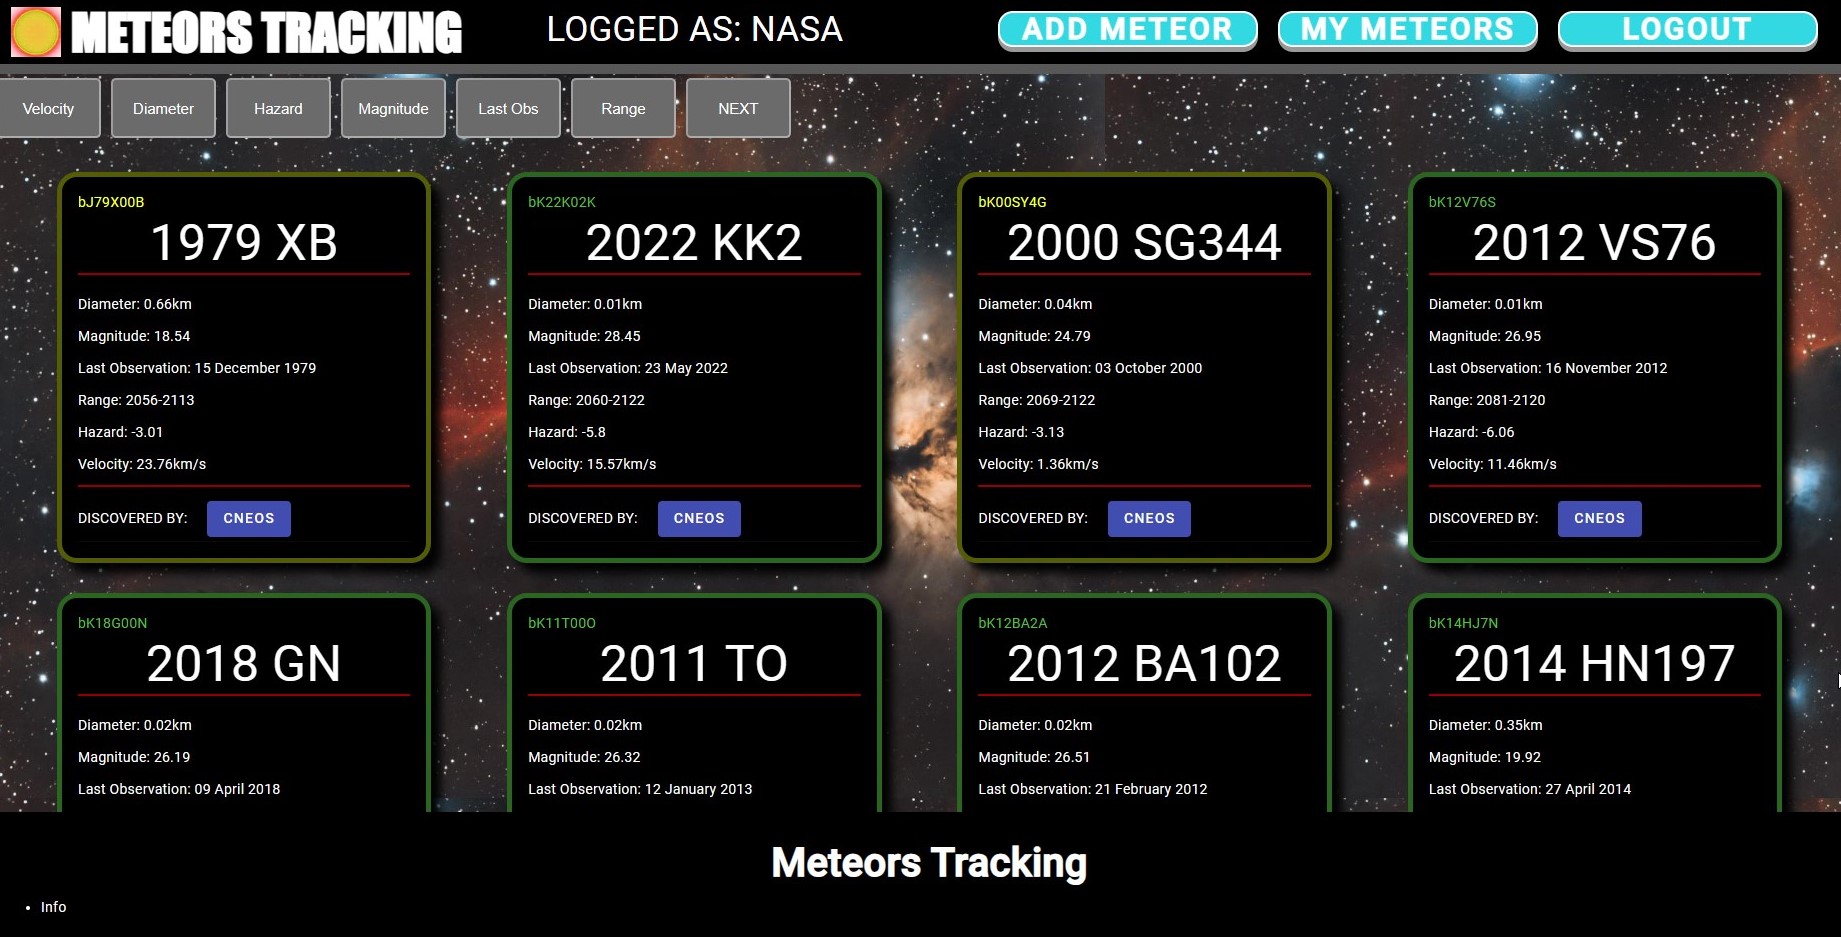 METEORS TRACKING LOGGED AS: NASA ADD METEOR MY METEORS LOGOUT
Velocity Diameter Hazard Magnitude Last Obs Range NEXT
bJ79X00B
1979 XB
Diameter: 0.66km
Magnitude: 18.54
Last Observation: 15 December 1979
Range: 2056-2113
Hazard: -3.01
Velocity: 23.76km/s
DISCOVERED BY: CNEOS
bK22K02K
2022 KK2
Diameter: 0.01km
Magnitude: 28.45
Last Observation: 23 May 2022
Range: 2060-2122
Hazard: -5.8
Velocity: 15.57km/s
DISCOVERED BY: CNEOS
bK00SY4G
2000 SG344
Diameter: 0.04km
Magnitude: 24.79
Last Observation: 03 October 2000
Range: 2069-2122
Hazard: -3.13
Velocity: 1.36km/s
DISCOVERED BY: CNEOS
bK12V76S
2012 VS76
Diameter: 0.01km
Magnitude: 26.95
Last Observation: 16 November 2012
Range: 2081-2120
Hazard: -6.06
Velocity: 11.46km/s
DISCOVERED BY: CNEOS
bK18G00N
2018 GN
Diameter: 0.02km
Magnitude: 26.19
Last Observation: 09 April 2018
bK11T00O
2011 TO
Diameter: 0.02km
Magnitude: 26.32
Last Observation: 12 January 2013
bK12BA2A
2012 BA102
Diameter: 0.02km
Magnitude: 26.51
Last Observation: 21 February 2012
bK14HJ7N
2014 HN197
Diameter: 0.35km
Magnitude: 19.92
Last Observation: 27 April 2014
Meteors Tracking
• Info